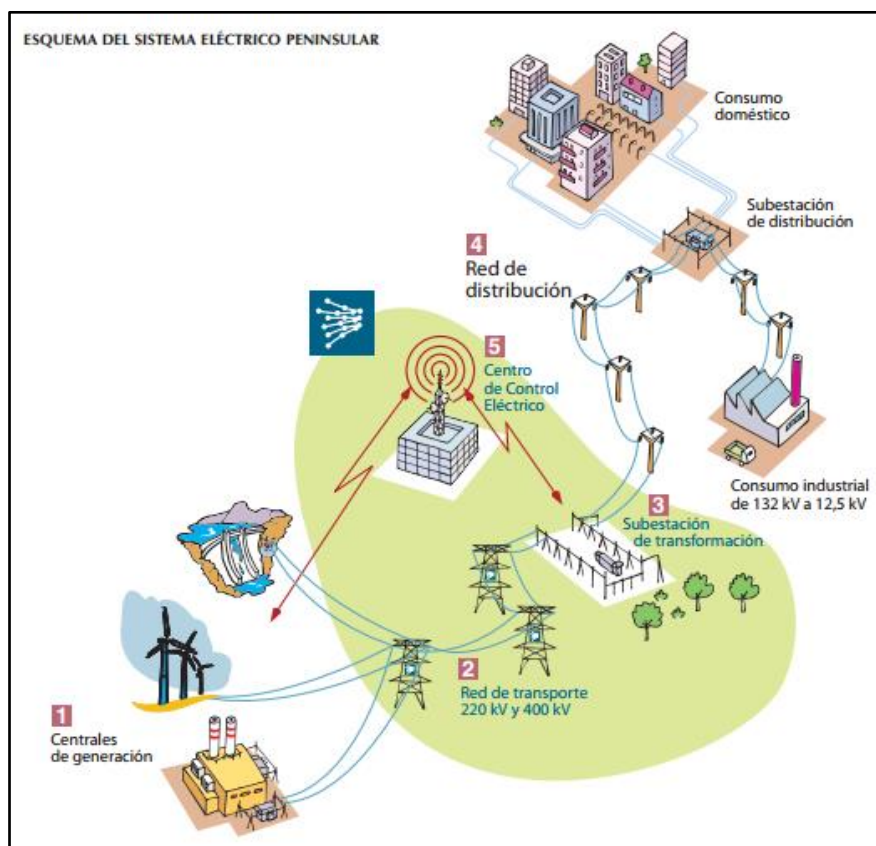 ESQUEMA DEL SISTEMA ELÉCTRICO PENINSULAR
Consumo
doméstico
Subestación
de distribución
4
Red de
distribución
5
Centro
de Control
Eléctrico
Consumo industrial
de 132 kV a 12,5 kV
3
Subestación
de transformación
2
Red de transporte
220 kV y 400 kV
1
Centrales
de generación